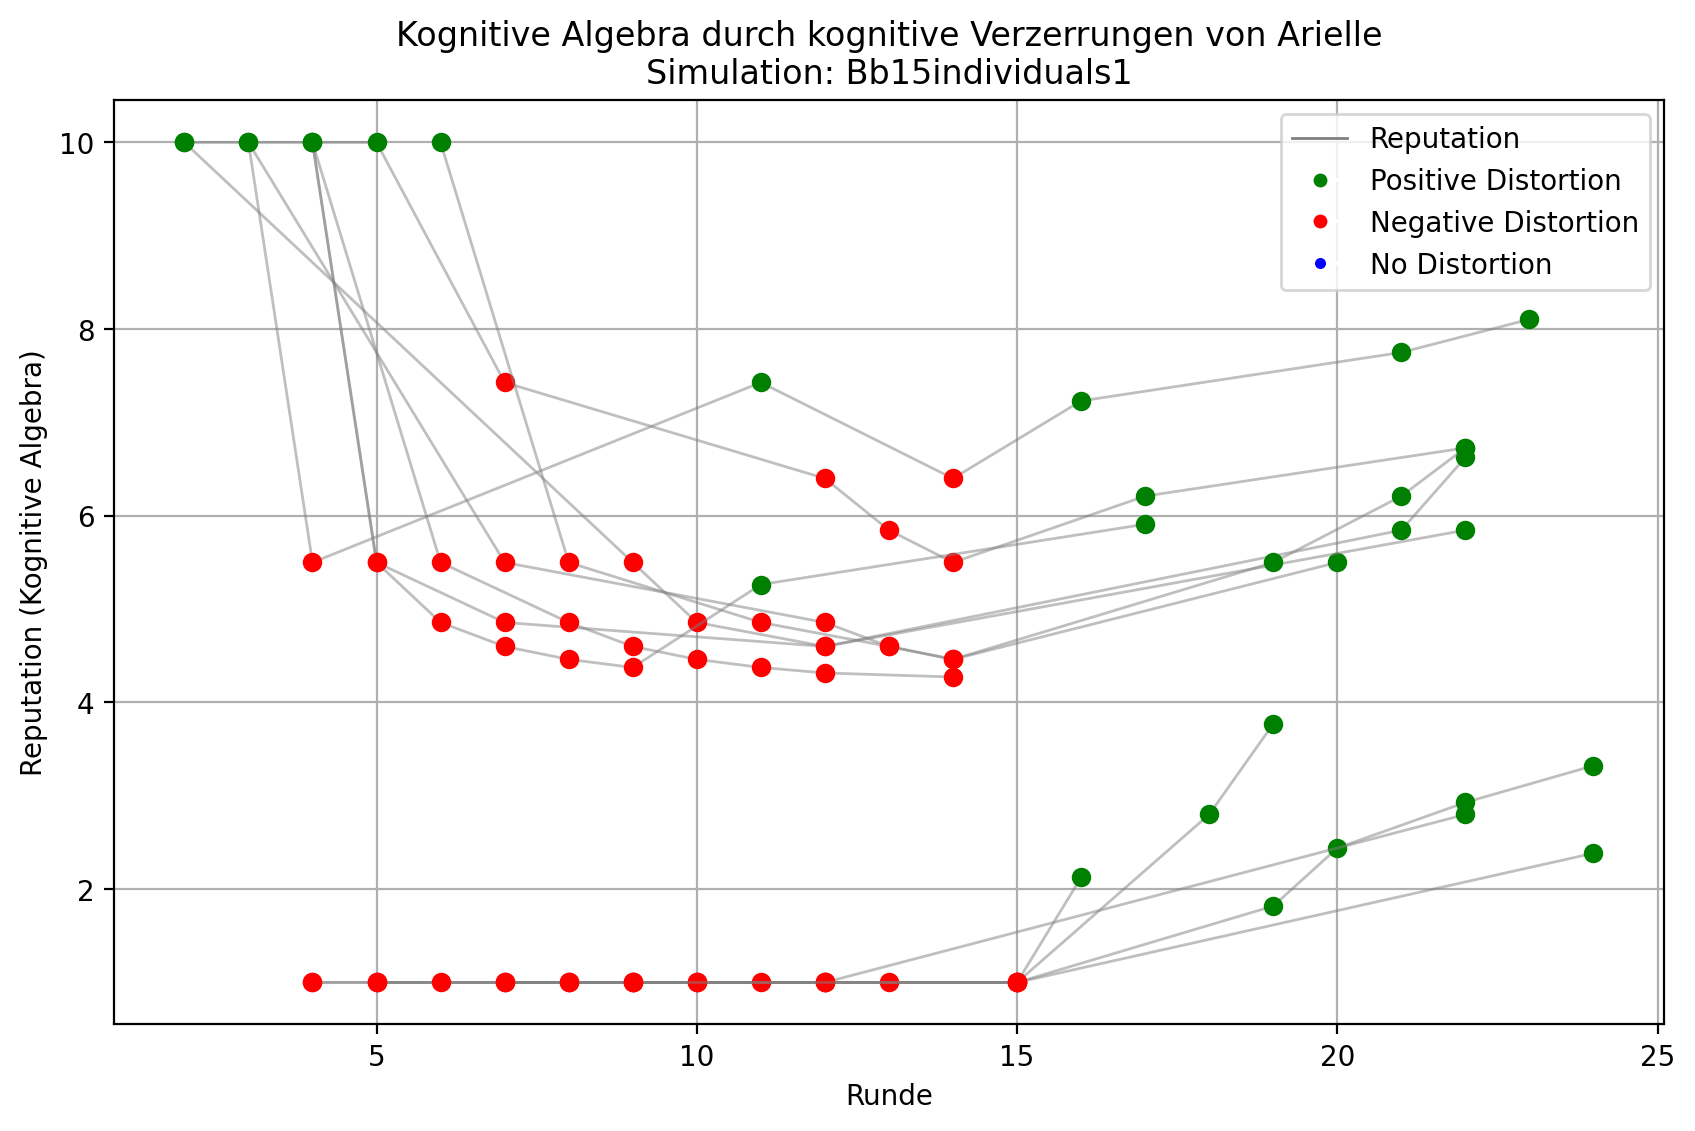 Kognitive Algebra durch kognitive Verzerrungen von Arielle
Simulation: Bb15individuals1
Reputation
Positive Distortion
Negative Distortion
No Distortion
Reputation (Kognitive Algebra)
10
8
6
4
2
5
10
15
20
25
Runde